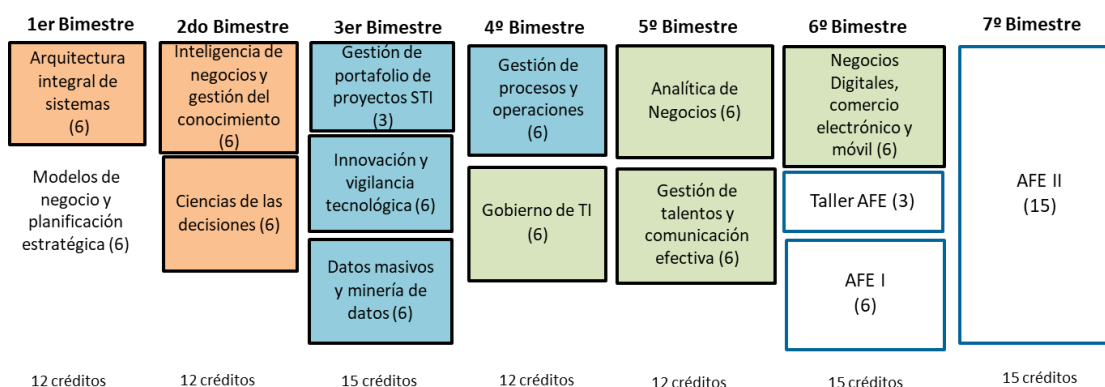 1er Bimestre
Arquitectura
integral de
sistemas
(6)
Modelos de
negocio y
planificación
estratégica (6)
12 créditos
2do Bimestre
Inteligencia de
negocios y
gestión del
conocimiento
(6)
Ciencias de las
decisiones (6)
12 créditos
3er Bimestre
Gestión de
portafolio de
proyectos STI
(3)
Innovación y
vigilancia
tecnológica (6)
Datos masivos
y minería de
datos (6)
15 créditos
4º Bimestre
Gestión de
procesos y
operaciones
(6)
Gobierno de TI
(6)
12 créditos
5º Bimestre
Analítica de
Negocios (6)
Gestión de
talentos y
comunicación
efectiva (6)
12 créditos
6º Bimestre
Negocios
Digitales,
comercio
electrónico y
móvil (6)
Taller AFE (3)
AFE I
(6)
15 créditos
7º Bimestre
AFE II
(15)
15 créditos